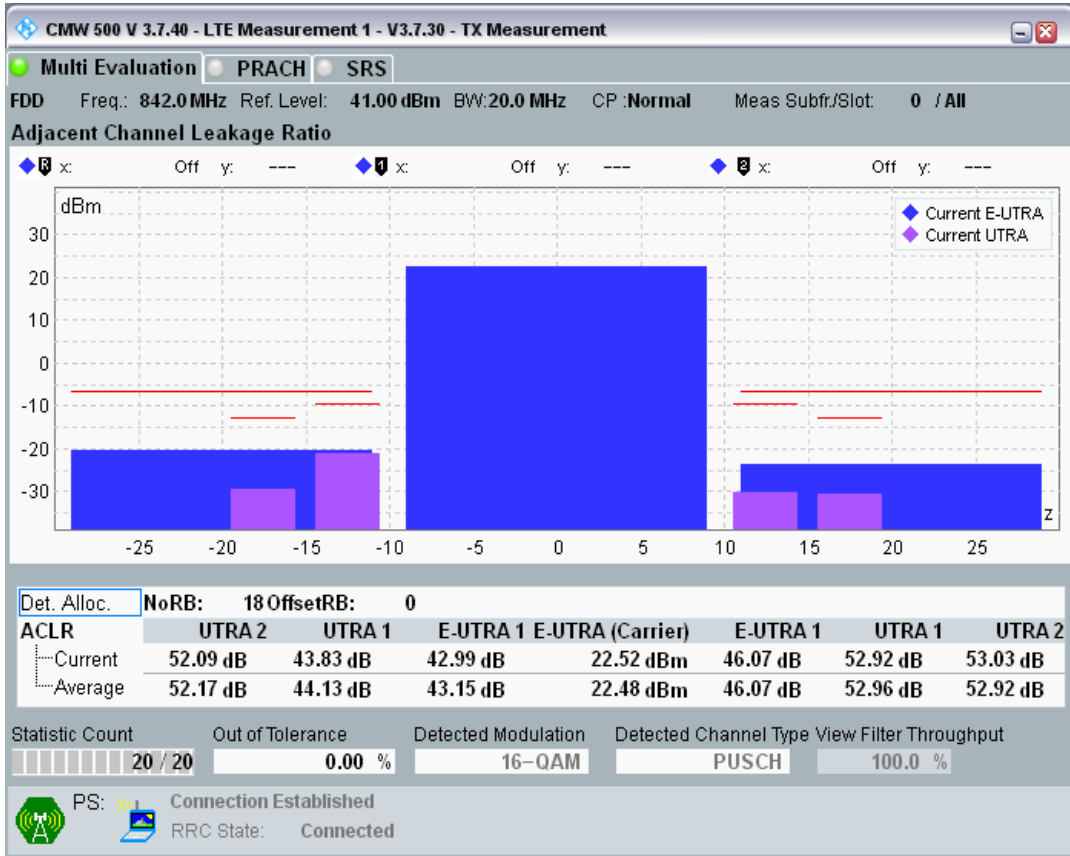 CMW 500 V 3.7.40 - LTE Measurement 1 - V3.7.30 - TX Measurement
Multi Evaluation PRACH SRS
FDD Freq.: 842.0 MHz Ref. Level: 41.00 dBm BW: 20.0 MHz CP :Normal Meas Subfr./Slot: 0 / All
Adjacent Channel Leakage Ratio
R x: Off y: --- 1 x: Off y: --- 2 x: Off y: ---
dBm
Current E-UTRA
Current UTRA
30
20
10
0
-10
-20
-30
z
-25 -20 -15 -10 -5 0 5 10 15 20 25
Det. Alloc. NoRB: 18 OffsetRB: 0
ACLR UTRA 2 UTRA 1 E-UTRA 1 E-UTRA (Carrier) E-UTRA 1 UTRA 1 UTRA 2
Current 52.09 dB 43.83 dB 42.99 dB 22.52 dBm 46.07 dB 52.92 dB 53.03 dB
Average 52.17 dB 44.13 dB 43.15 dB 22.48 dBm 46.07 dB 52.96 dB 52.92 dB
Statistic Count Out of Tolerance Detected Modulation Detected Channel Type View Filter Throughput
20 / 20 0.00 % 16-QAM PUSCH 100.0 %
PS: Connection Established
RRC State: Connected